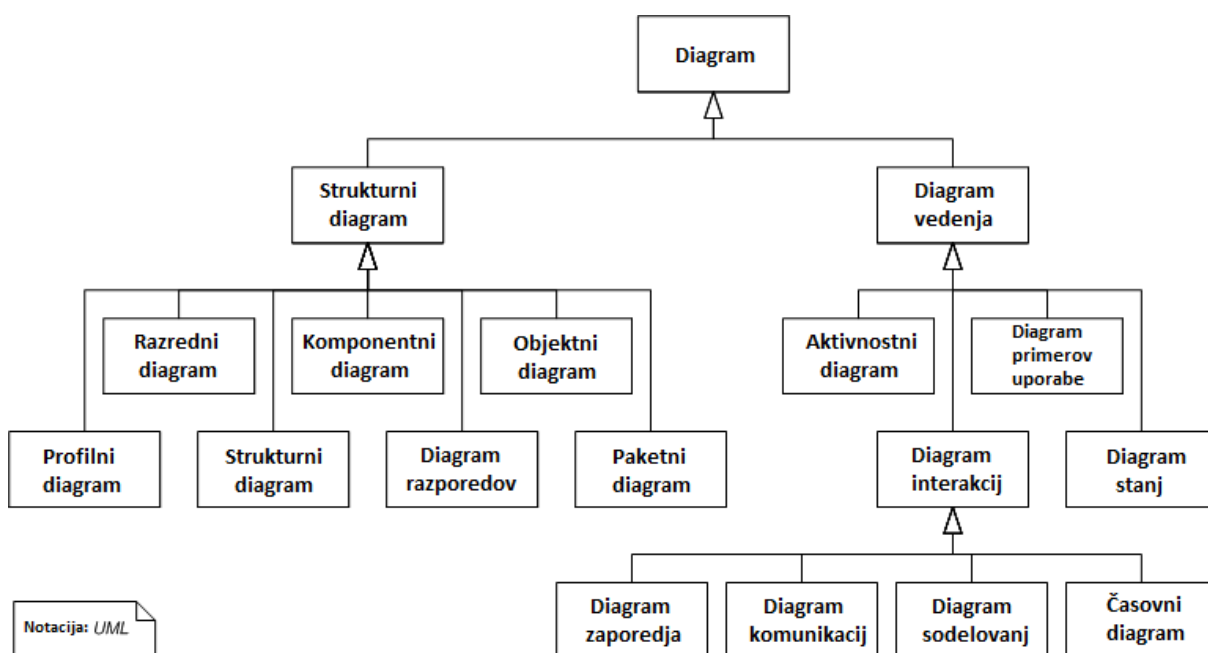 Diagram
Strukturni
diagram
Diagram
vedenja
Razredni
diagram
Komponentni
diagram
Objektni
diagram
Aktivnostni
diagram
Diagram
primerov
uporabe
Profilni
diagram
Strukturni
diagram
Diagram
razporedov
Paketni
diagram
Diagram
interakcij
Diagram
stanj
Diagram
zaporedja
Diagram
komunikacij
Diagram
sodelovanj
Časovni
diagram
Notacija: UML